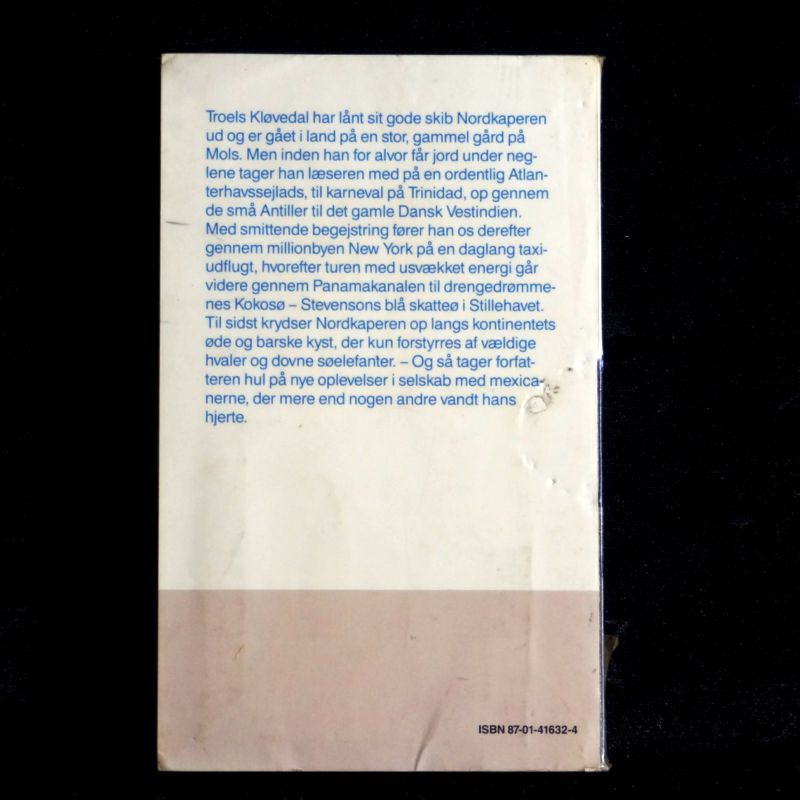 Troels Kløvedal har lånt sit gode skib Nordkaperen
ud og er gået i land på en stor, gammel gård på
Mols. Men inden han for alvor får jord under neg-
lene tager han læseren med på en ordentlig Atlan-
terhavssejlads, til karneval på Trinidad, op gennem
de små Antiller til det gamle Dansk Vestindien.
Med smittende begejstring fører han os derefter
gennem millionbyen New York på en daglang taxi-
udflugt, hvorefter turen med usvækket energi går
videre gennem Panamakanalen til drengedrømme-
nes Kokosø – Stevensons blå skatteø i Stillehavet.
Til sidst krydser Nordkaperen op langs kontinentets
øde og barske kyst, der kun forstyrres af vældige
hvaler og dovne søelefanter. – Og så tager forfat-
teren hul på nye oplevelser i selskab med mexica-
nerne, der mere end nogen andre vandt hans
hjerte.
ISBN 87-01-41632-4